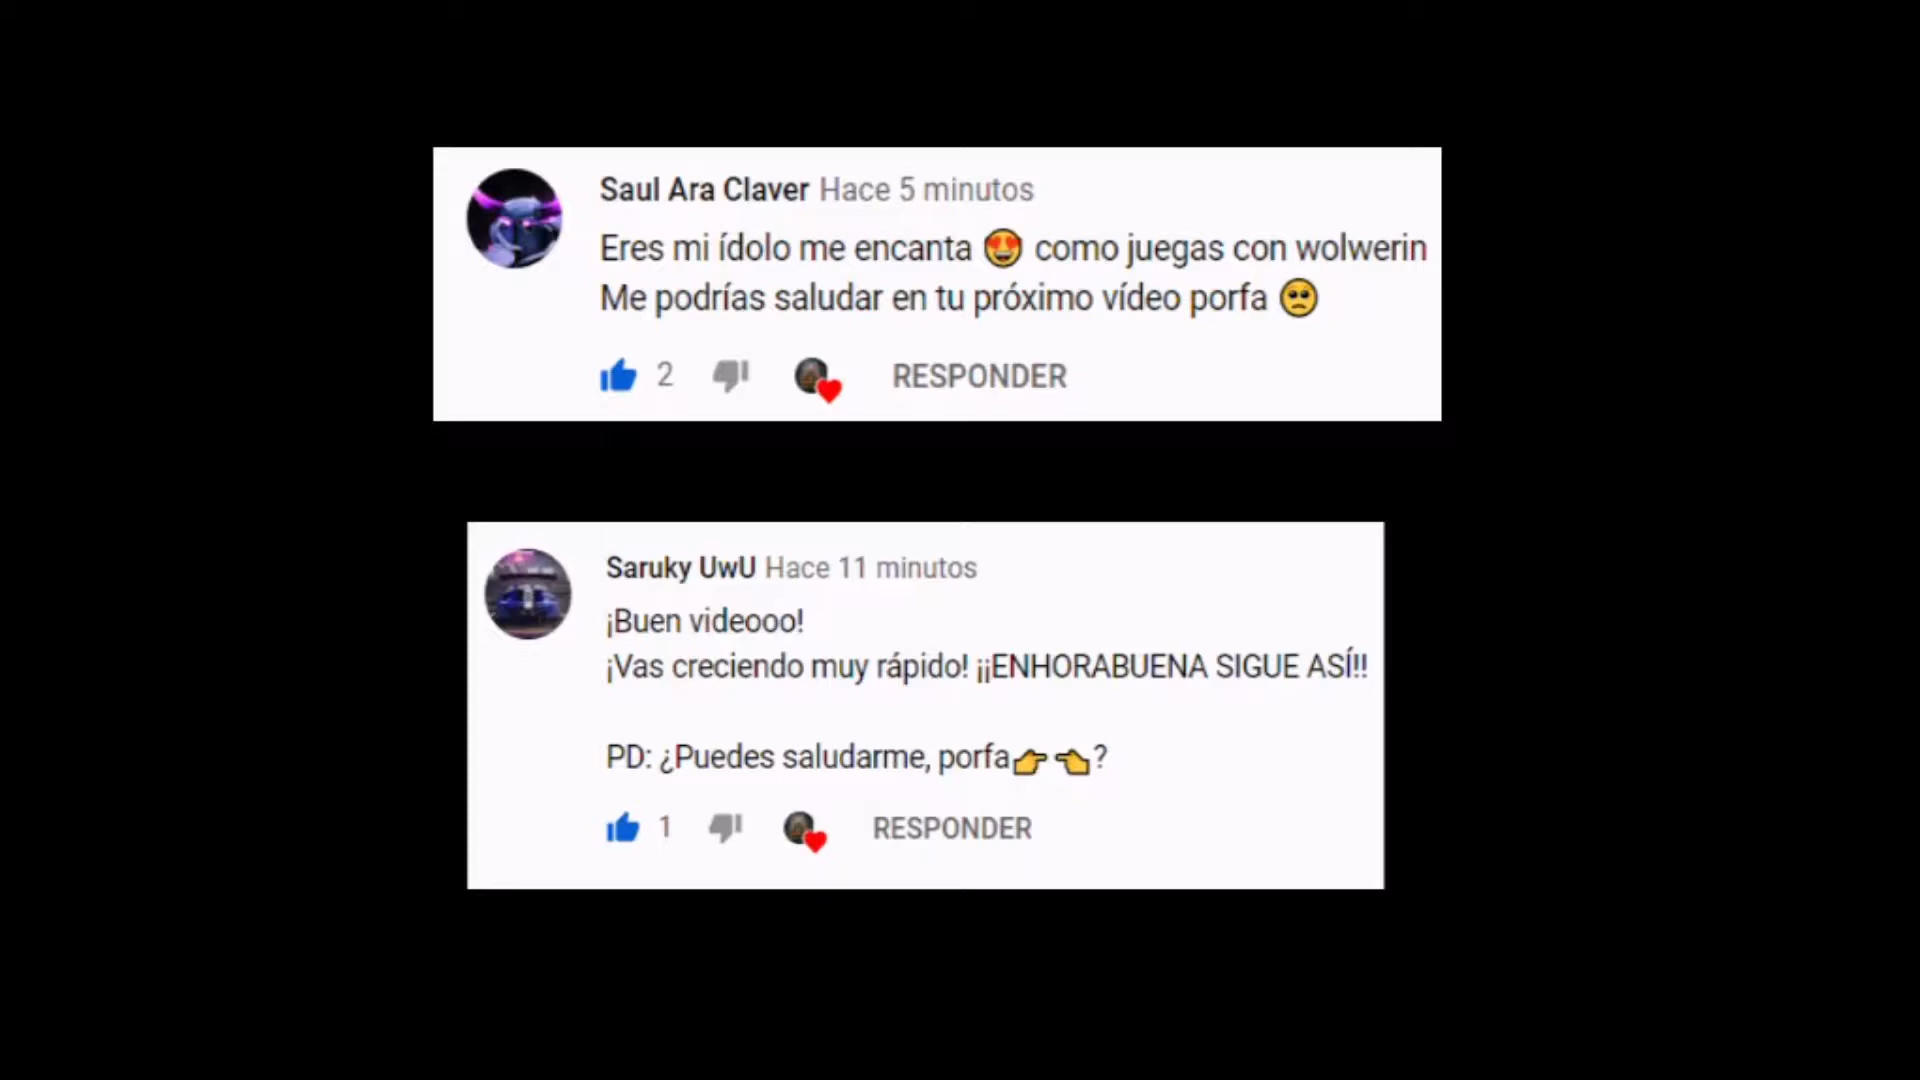 Saul Ara Claver Hace 5 minutos
Eres mi ídolo me encanta 😍 como juegas con wolwerin
Me podrías saludar en tu próximo vídeo porfa 🥺
2 RESPONDER
Saruky UwU Hace 11 minutos
¡Buen videooo!
¡Vas creciendo muy rápido! ¡¡ENHORABUENA SIGUE ASÍ!!
PD: ¿Puedes saludarme, porfa👉👈?
1 RESPONDER